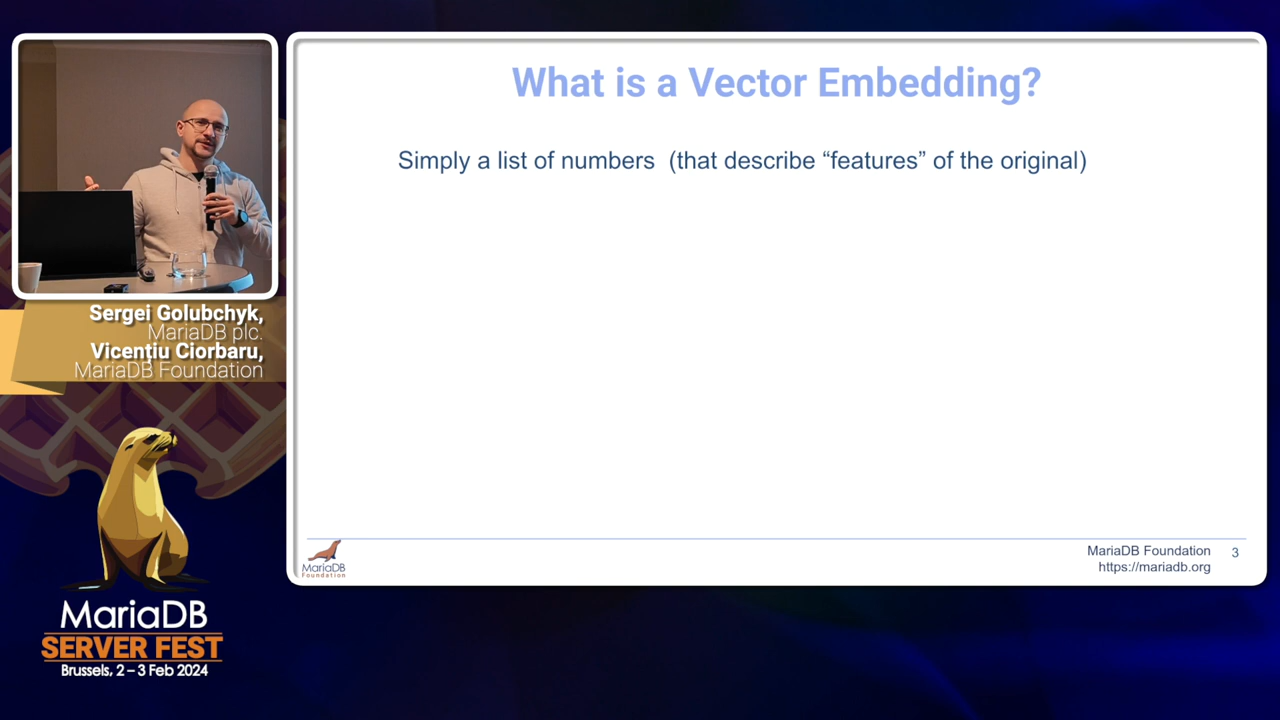 What is a Vector Embedding?
Simply a list of numbers (that describe “features” of the original)
Sergei Golubchyk,
MariaDB plc.
Vicențiu Ciorbaru,
MariaDB Foundation
MariaDB
SERVER FEST
Brussels, 2 – 3 Feb 2024
MariaDB
Foundation
MariaDB Foundation
https://mariadb.org
3